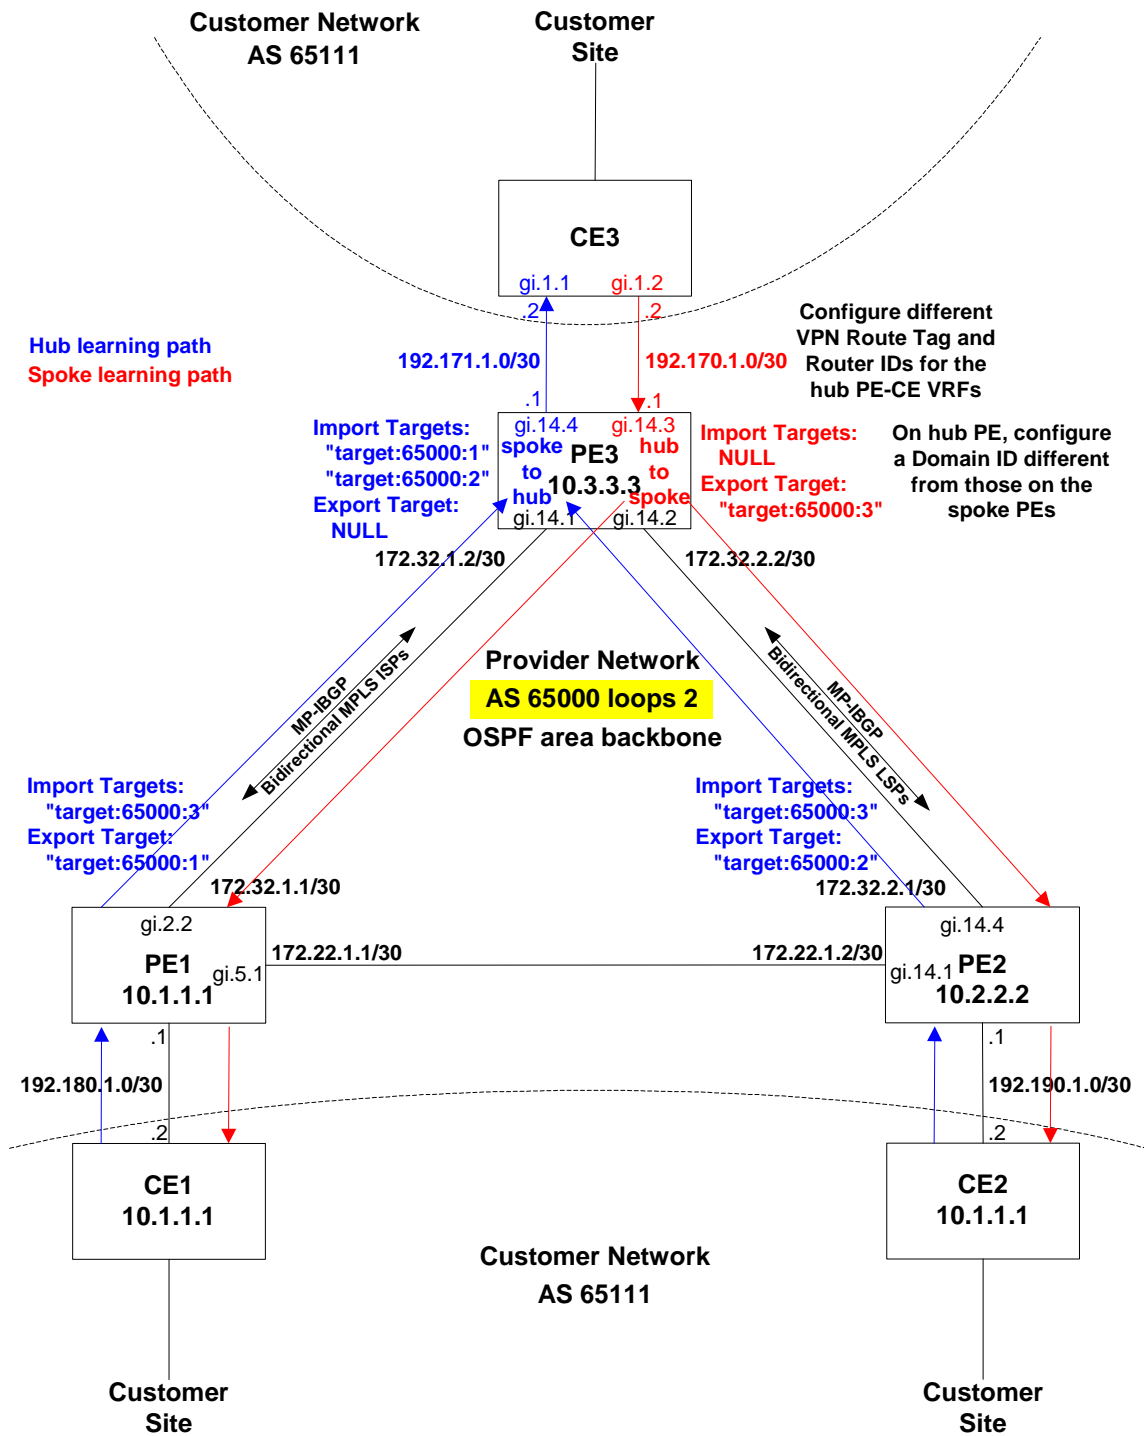 Customer Network
AS 65111
Customer
Site
CE3
gi.1.1
gi.1.2
.2
.2
Hub learning path
Spoke learning path
192.171.1.0/30
192.170.1.0/30
Configure different
VPN Route Tag and
Router IDs for the
hub PE-CE VRFs
.1
.1
Import Targets:
"target:65000:1"
"target:65000:2"
Export Target:
NULL
gi.14.4
gi.14.3
spoke
to
hub
PE3
10.3.3.3
hub
to
spoke
gi.14.1
gi.14.2
Import Targets:
NULL
Export Target:
"target:65000:3"
On hub PE, configure
a Domain ID different
from those on the
spoke PEs
172.32.1.2/30
172.32.2.2/30
MP-IBGP
Bidirectional MPLS lSPs
Provider Network
AS 65000 loops 2
OSPF area backbone
MP-IBGP
Bidirectional MPLS LSPs
Import Targets:
"target:65000:3"
Export Target:
"target:65000:1"
Import Targets:
"target:65000:3"
Export Target:
"target:65000:2"
172.32.1.1/30
172.32.2.1/30
gi.2.2
PE1
10.1.1.1
gi.5.1
172.22.1.1/30
172.22.1.2/30
gi.14.4
gi.14.1
PE2
10.2.2.2
.1
.1
192.180.1.0/30
192.190.1.0/30
.2
.2
CE1
10.1.1.1
CE2
10.1.1.1
Customer Network
AS 65111
Customer
Site
Customer
Site